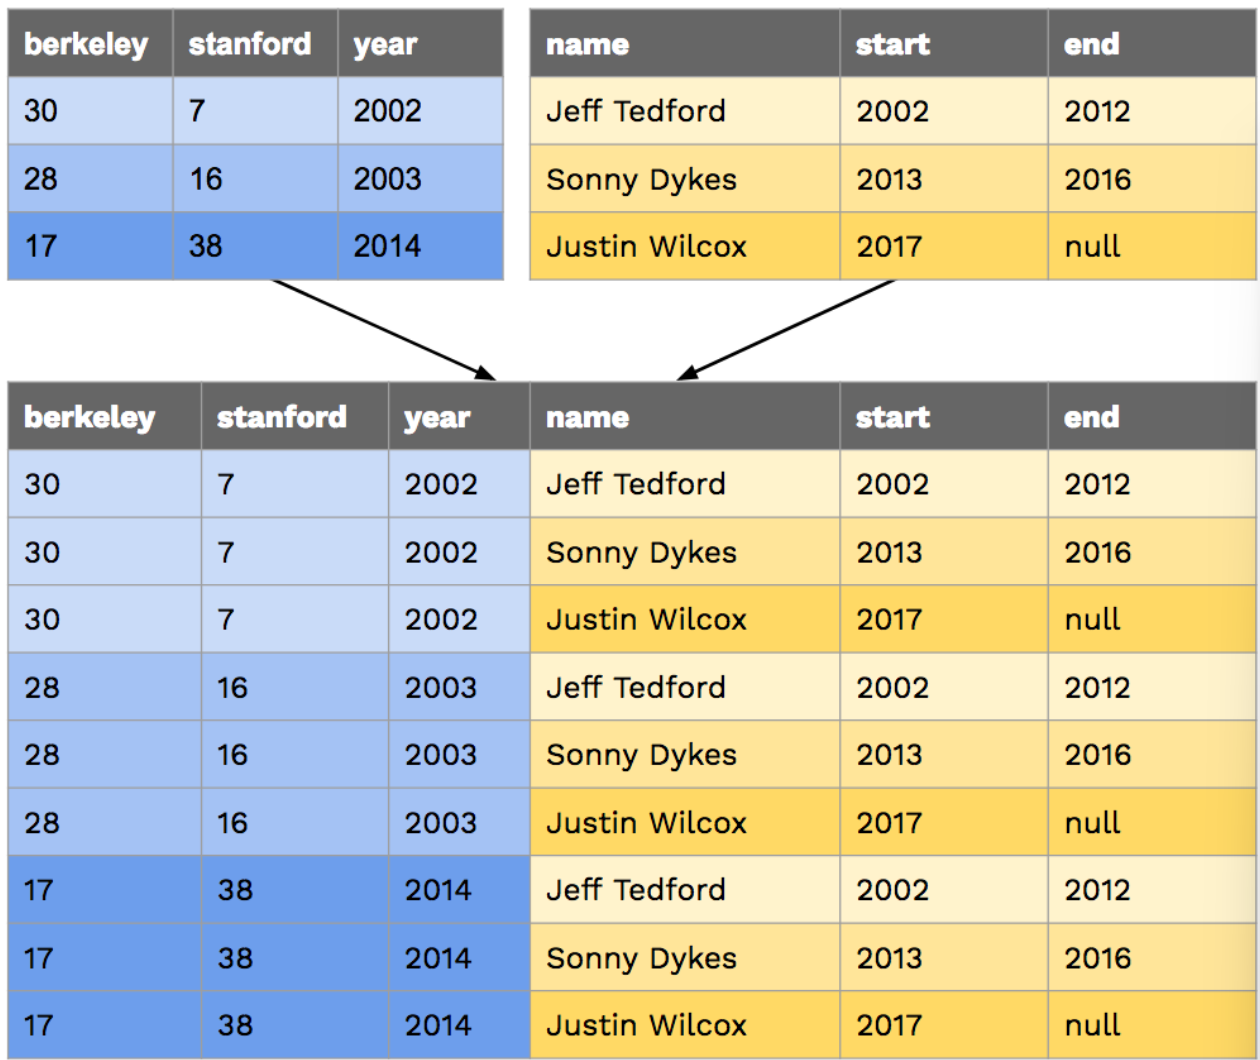 berkeley stanford year
30 7 2002
28 16 2003
17 38 2014
name start end
Jeff Tedford 2002 2012
Sonny Dykes 2013 2016
Justin Wilcox 2017 null
berkeley stanford year name start end
30 7 2002 Jeff Tedford 2002 2012
30 7 2002 Sonny Dykes 2013 2016
30 7 2002 Justin Wilcox 2017 null
28 16 2003 Jeff Tedford 2002 2012
28 16 2003 Sonny Dykes 2013 2016
28 16 2003 Justin Wilcox 2017 null
17 38 2014 Jeff Tedford 2002 2012
17 38 2014 Sonny Dykes 2013 2016
17 38 2014 Justin Wilcox 2017 null